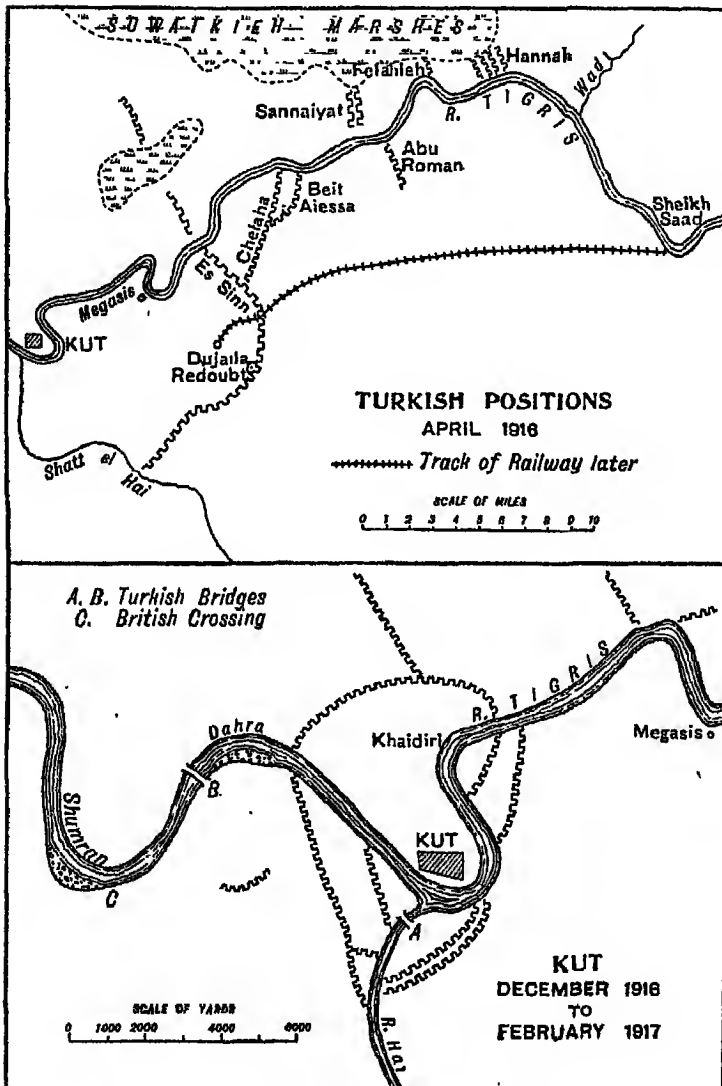 SUWATKIEH MARSHES
Hannah
Felahieh
Wadi
Sannaiyat
R. TIGRIS
Abu
Roman
Beit
Aiessa
Chelaha
Sheikh
Saad
Es Sinn
Megasis
KUT
Dujaila
Redoubt
Shatt el Hai
TURKISH POSITIONS
APRIL 1916
Track of Railway later
SCALE OF MILES
0 1 2 3 4 5 6 7 8 9 10
A. B. Turkish Bridges
C. British Crossing
R. TIGRIS
Dahra
Khaidiri
Megasis
B.
Shumran
KUT
C
A
KUT
DECEMBER 1916
TO
FEBRUARY 1917
SCALE OF YARDS
0 1000 2000 4000 6000
R. Hai